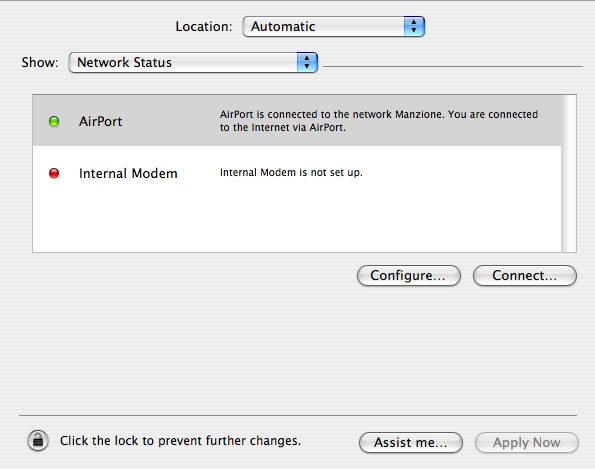 Location: Automatic
Show: Network Status
AirPort AirPort is connected to the network Manzione. You are connected
to the Internet via AirPort.
Internal Modem Internal Modem is not set up.
Configure... Connect...
Click the lock to prevent further changes. Assist me... Apply Now